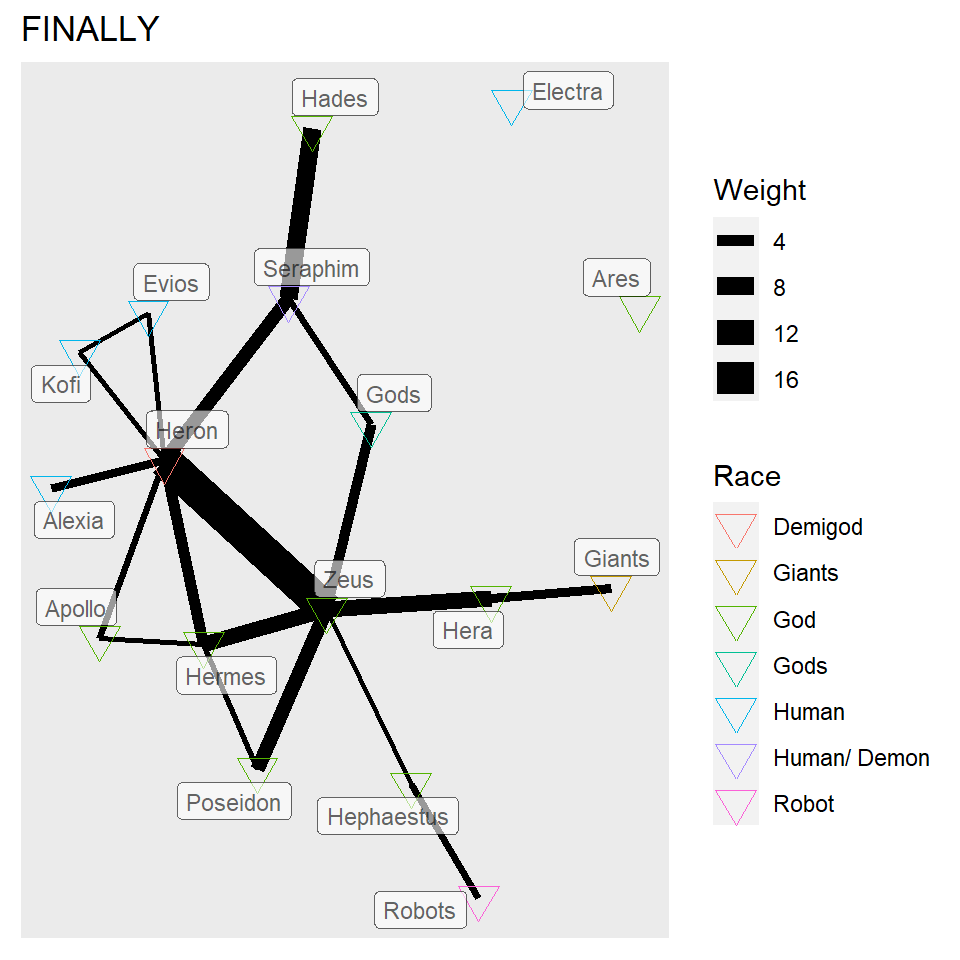 FINALLY
Hades
Electra
Seraphim
Evios
Ares
Kofi
Gods
Heron
Alexia
Giants
Zeus
Apollo
Hera
Hermes
Poseidon
Hephaestus
Robots
Weight
4
8
12
16
Race
Demigod
Giants
God
Gods
Human
Human/ Demon
Robot